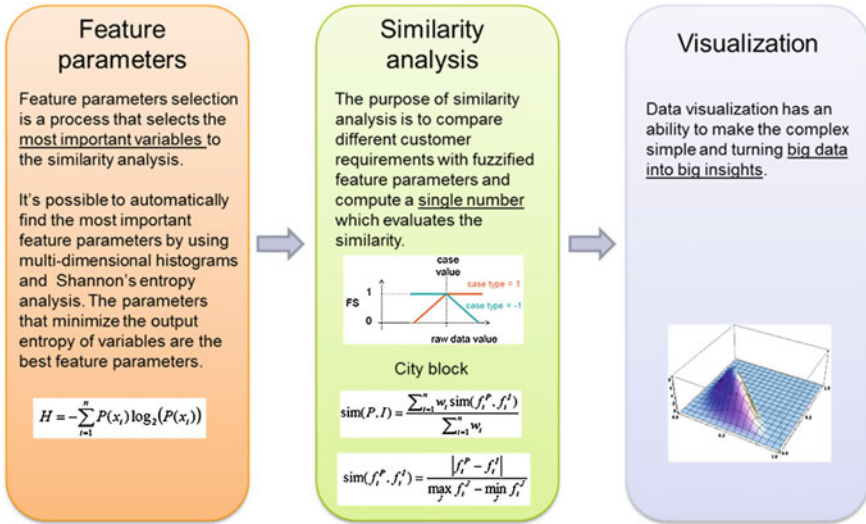 Feature
parameters
Feature parameters selection
is a process that selects the
most important variables to
the similarity analysis.
It's possible to automatically
find the most important
feature parameters by using
multi-dimensional histograms
and Shannon's entropy
analysis. The parameters
that minimize the output
entropy of variables are the
best feature parameters.
H = -∑_{i=1}^{n} P(x_i) log_2(P(x_i))
Similarity
analysis
The purpose of similarity
analysis is to compare
different customer
requirements with fuzzified
feature parameters and
compute a single number
which evaluates the
similarity.
case
value
case type = 1
1
FS
case type = -1
0
raw data value
City block
sim(P, I) = ∑_{i=1}^{n} w_i sim(f_i^P, f_i^I) / ∑_{i=1}^{n} w_i
sim(f_i^P, f_i^I) = |f_i^P - f_i^I| / (max_J f_i^J - min_J f_i^J)
Visualization
Data visualization has an
ability to make the complex
simple and turning big data
into big insights.